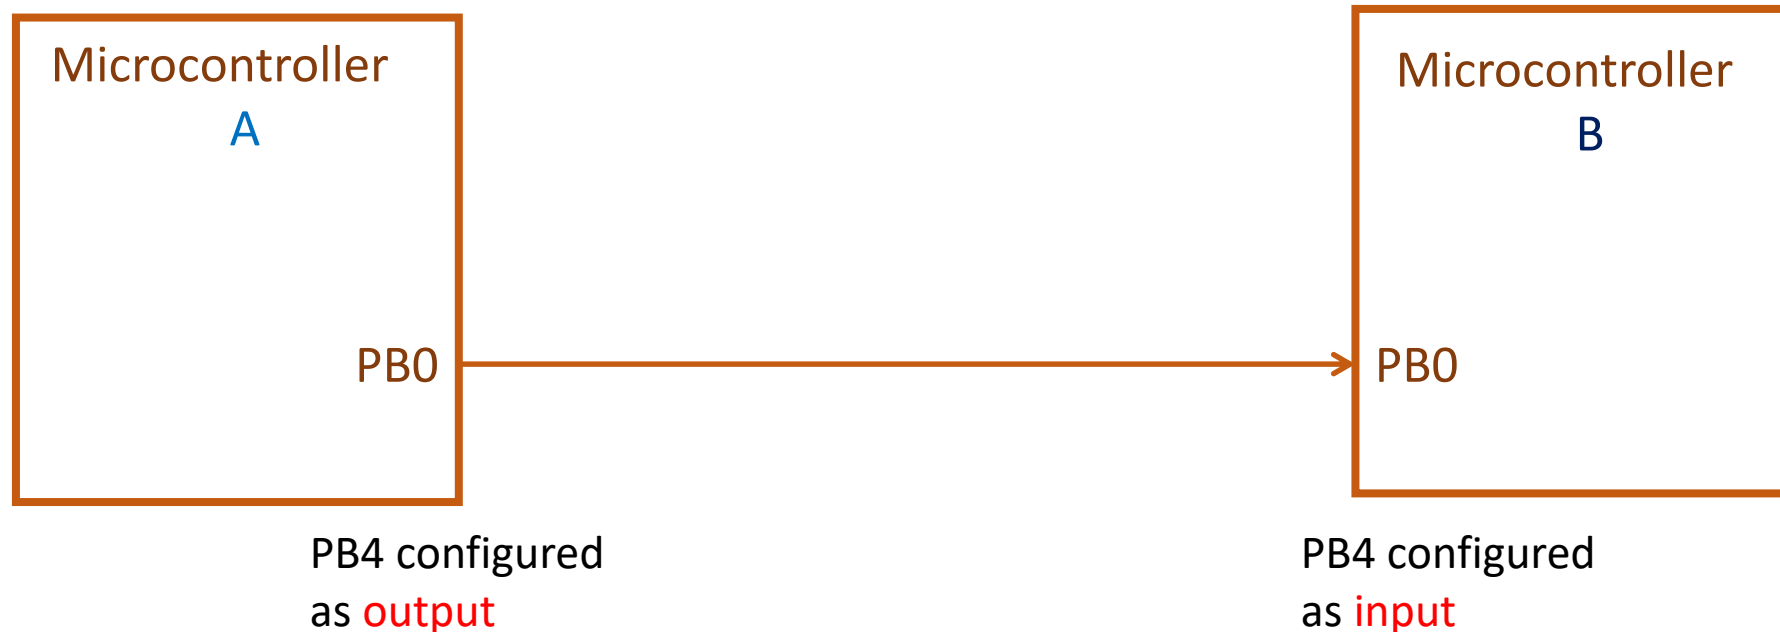 Microcontroller
A
Microcontroller
B
PB0
PB0
PB4 configured
as output
PB4 configured
as input